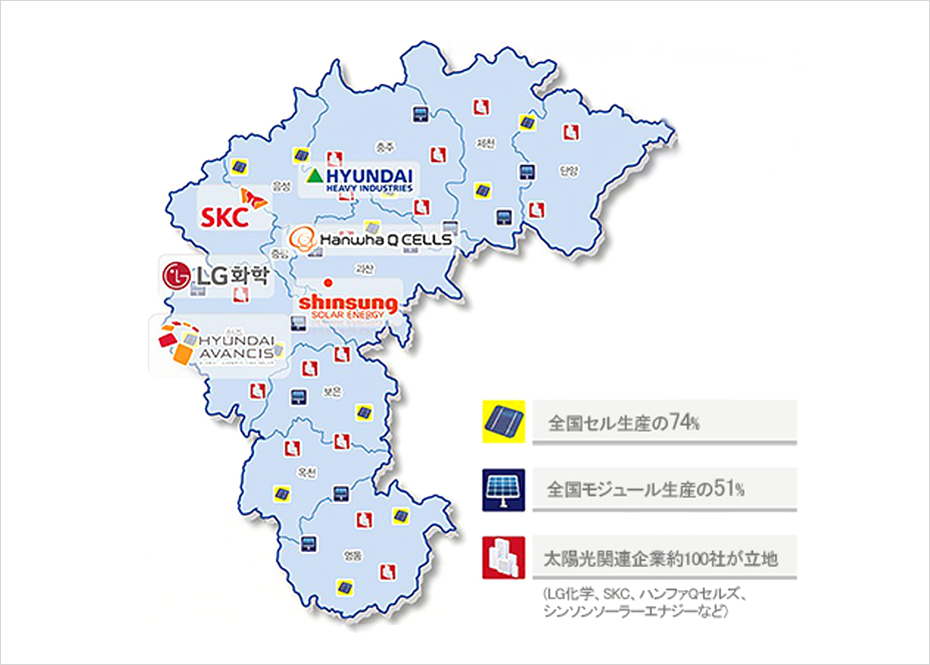 충주
제천
단양
HYUNDAI
HEAVY INDUSTRIES
음성
SKC
Hanwha Q CELLS
괴산
LG화학
shinsung
SOLAR ENERGY
HYUNDAI
AVANCIS
보은
옥천
영동
全国セル生産の74%
全国モジュール生産の51%
太陽光関連企業約100社が立地
(LG化学、SKC、ハンファQセルズ、
シンソンソーラーエナジーなど)